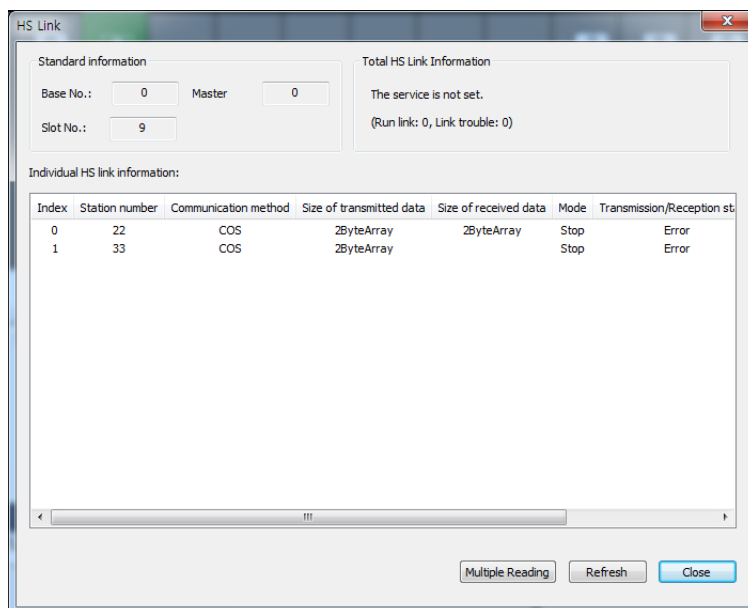 HS Link
Standard information
Base No.: 0 Master 0
Slot No.: 9
Total HS Link Information
The service is not set.
(Run link: 0, Link trouble: 0)
Individual HS link information:
Index Station number Communication method Size of transmitted data Size of received data Mode Transmission/Reception sta
0 22 COS 2ByteArray 2ByteArray Stop Error
1 33 COS 2ByteArray Stop Error
Multiple Reading Refresh Close